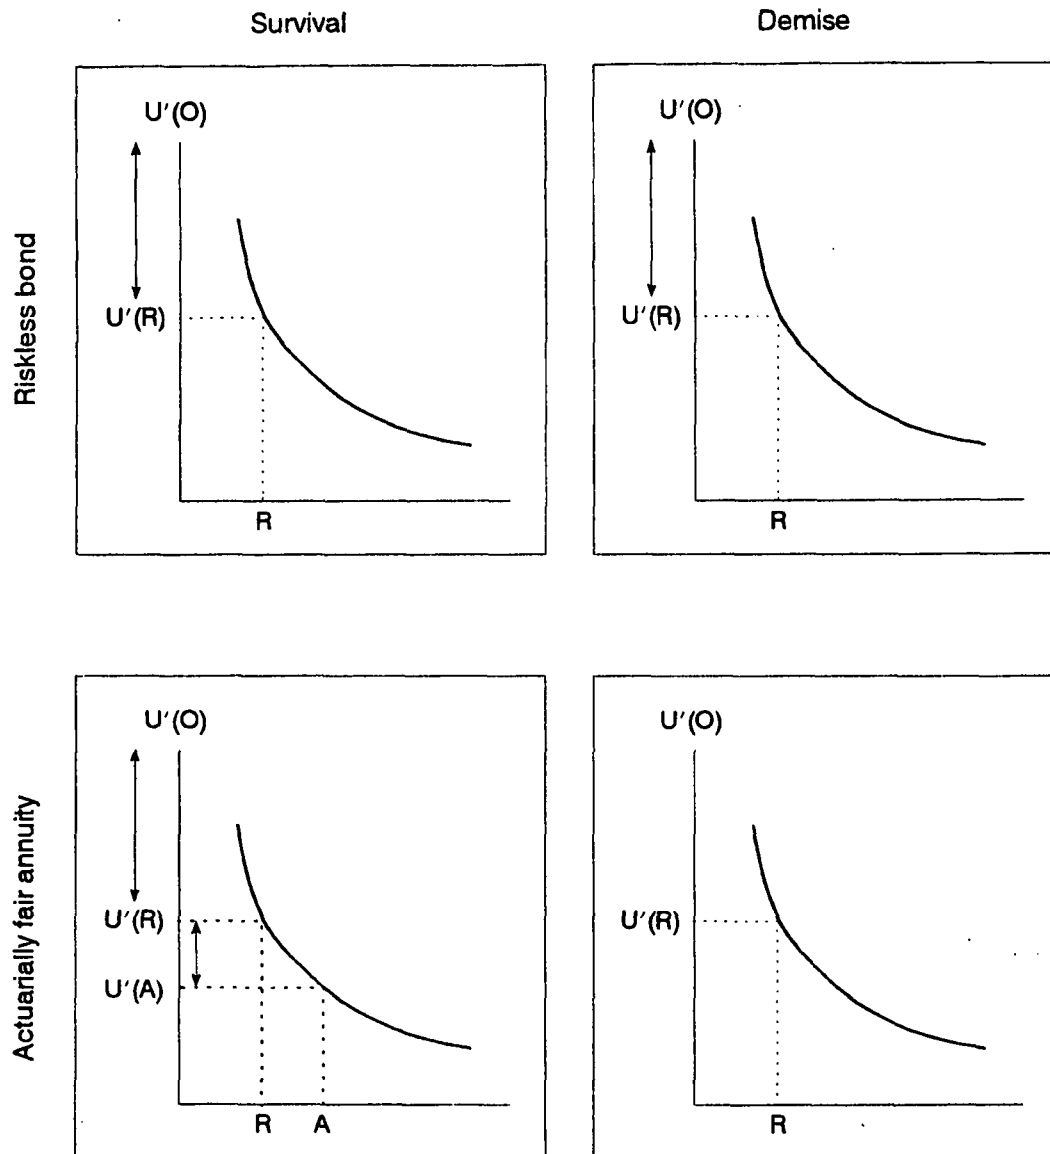 Survival
Demise
Riskless bond
U'(O)
U'(R)
R
U'(O)
U'(R)
R
Actuarially fair annuity
U'(O)
U'(R)
U'(A)
R A
U'(O)
U'(R)
R